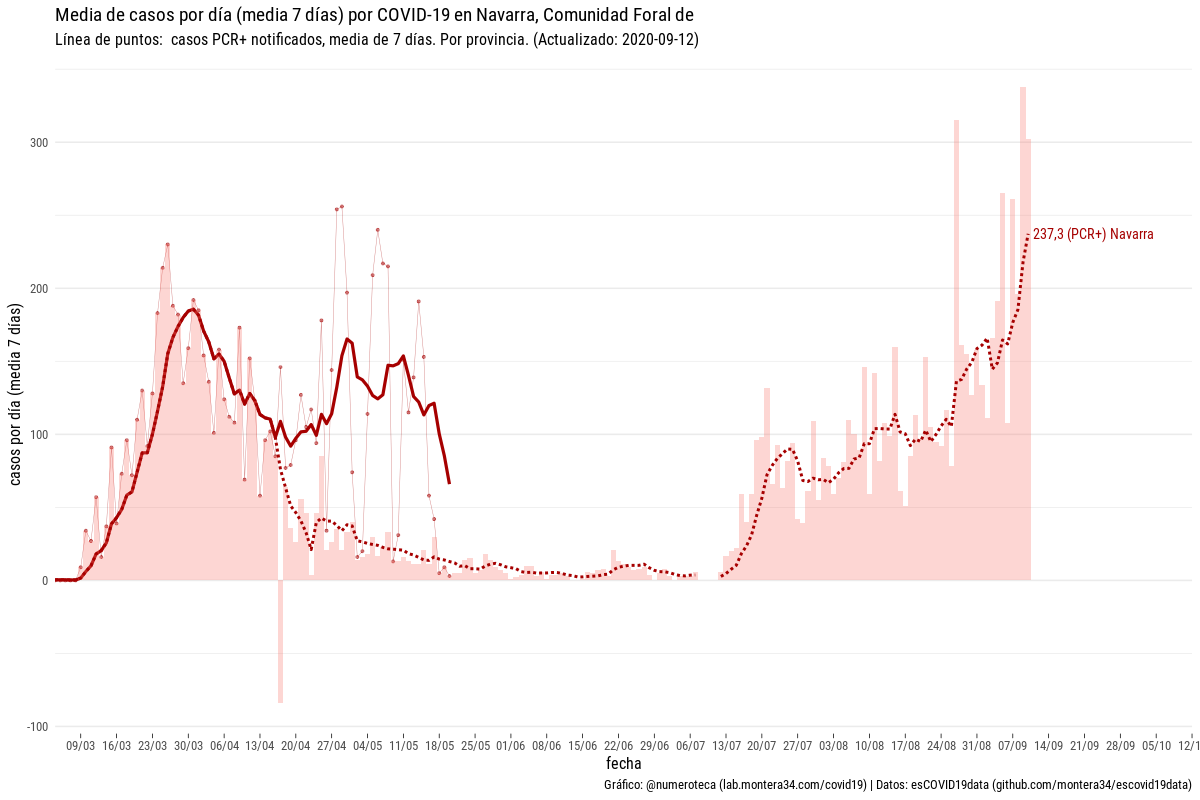 Media de casos por día (media 7 días) por COVID-19 en Navarra, Comunidad Foral de
Línea de puntos:  casos PCR+ notificados, media de 7 días. Por provincia. (Actualizado: 2020-09-12)
casos por día (media 7 días)
300
200
100
0
-100
237,3 (PCR+) Navarra
09/03 16/03 23/03 30/03 06/04 13/04 20/04 27/04 04/05 11/05 18/05 25/05 01/06 08/06 15/06 22/06 29/06 06/07 13/07 20/07 27/07 03/08 10/08 17/08 24/08 31/08 07/09 14/09 21/09 28/09 05/10 12/1
fecha
Gráfico: @numeroteca (lab.montera34.com/covid19) | Datos: esCOVID19data (github.com/montera34/escovid19data)